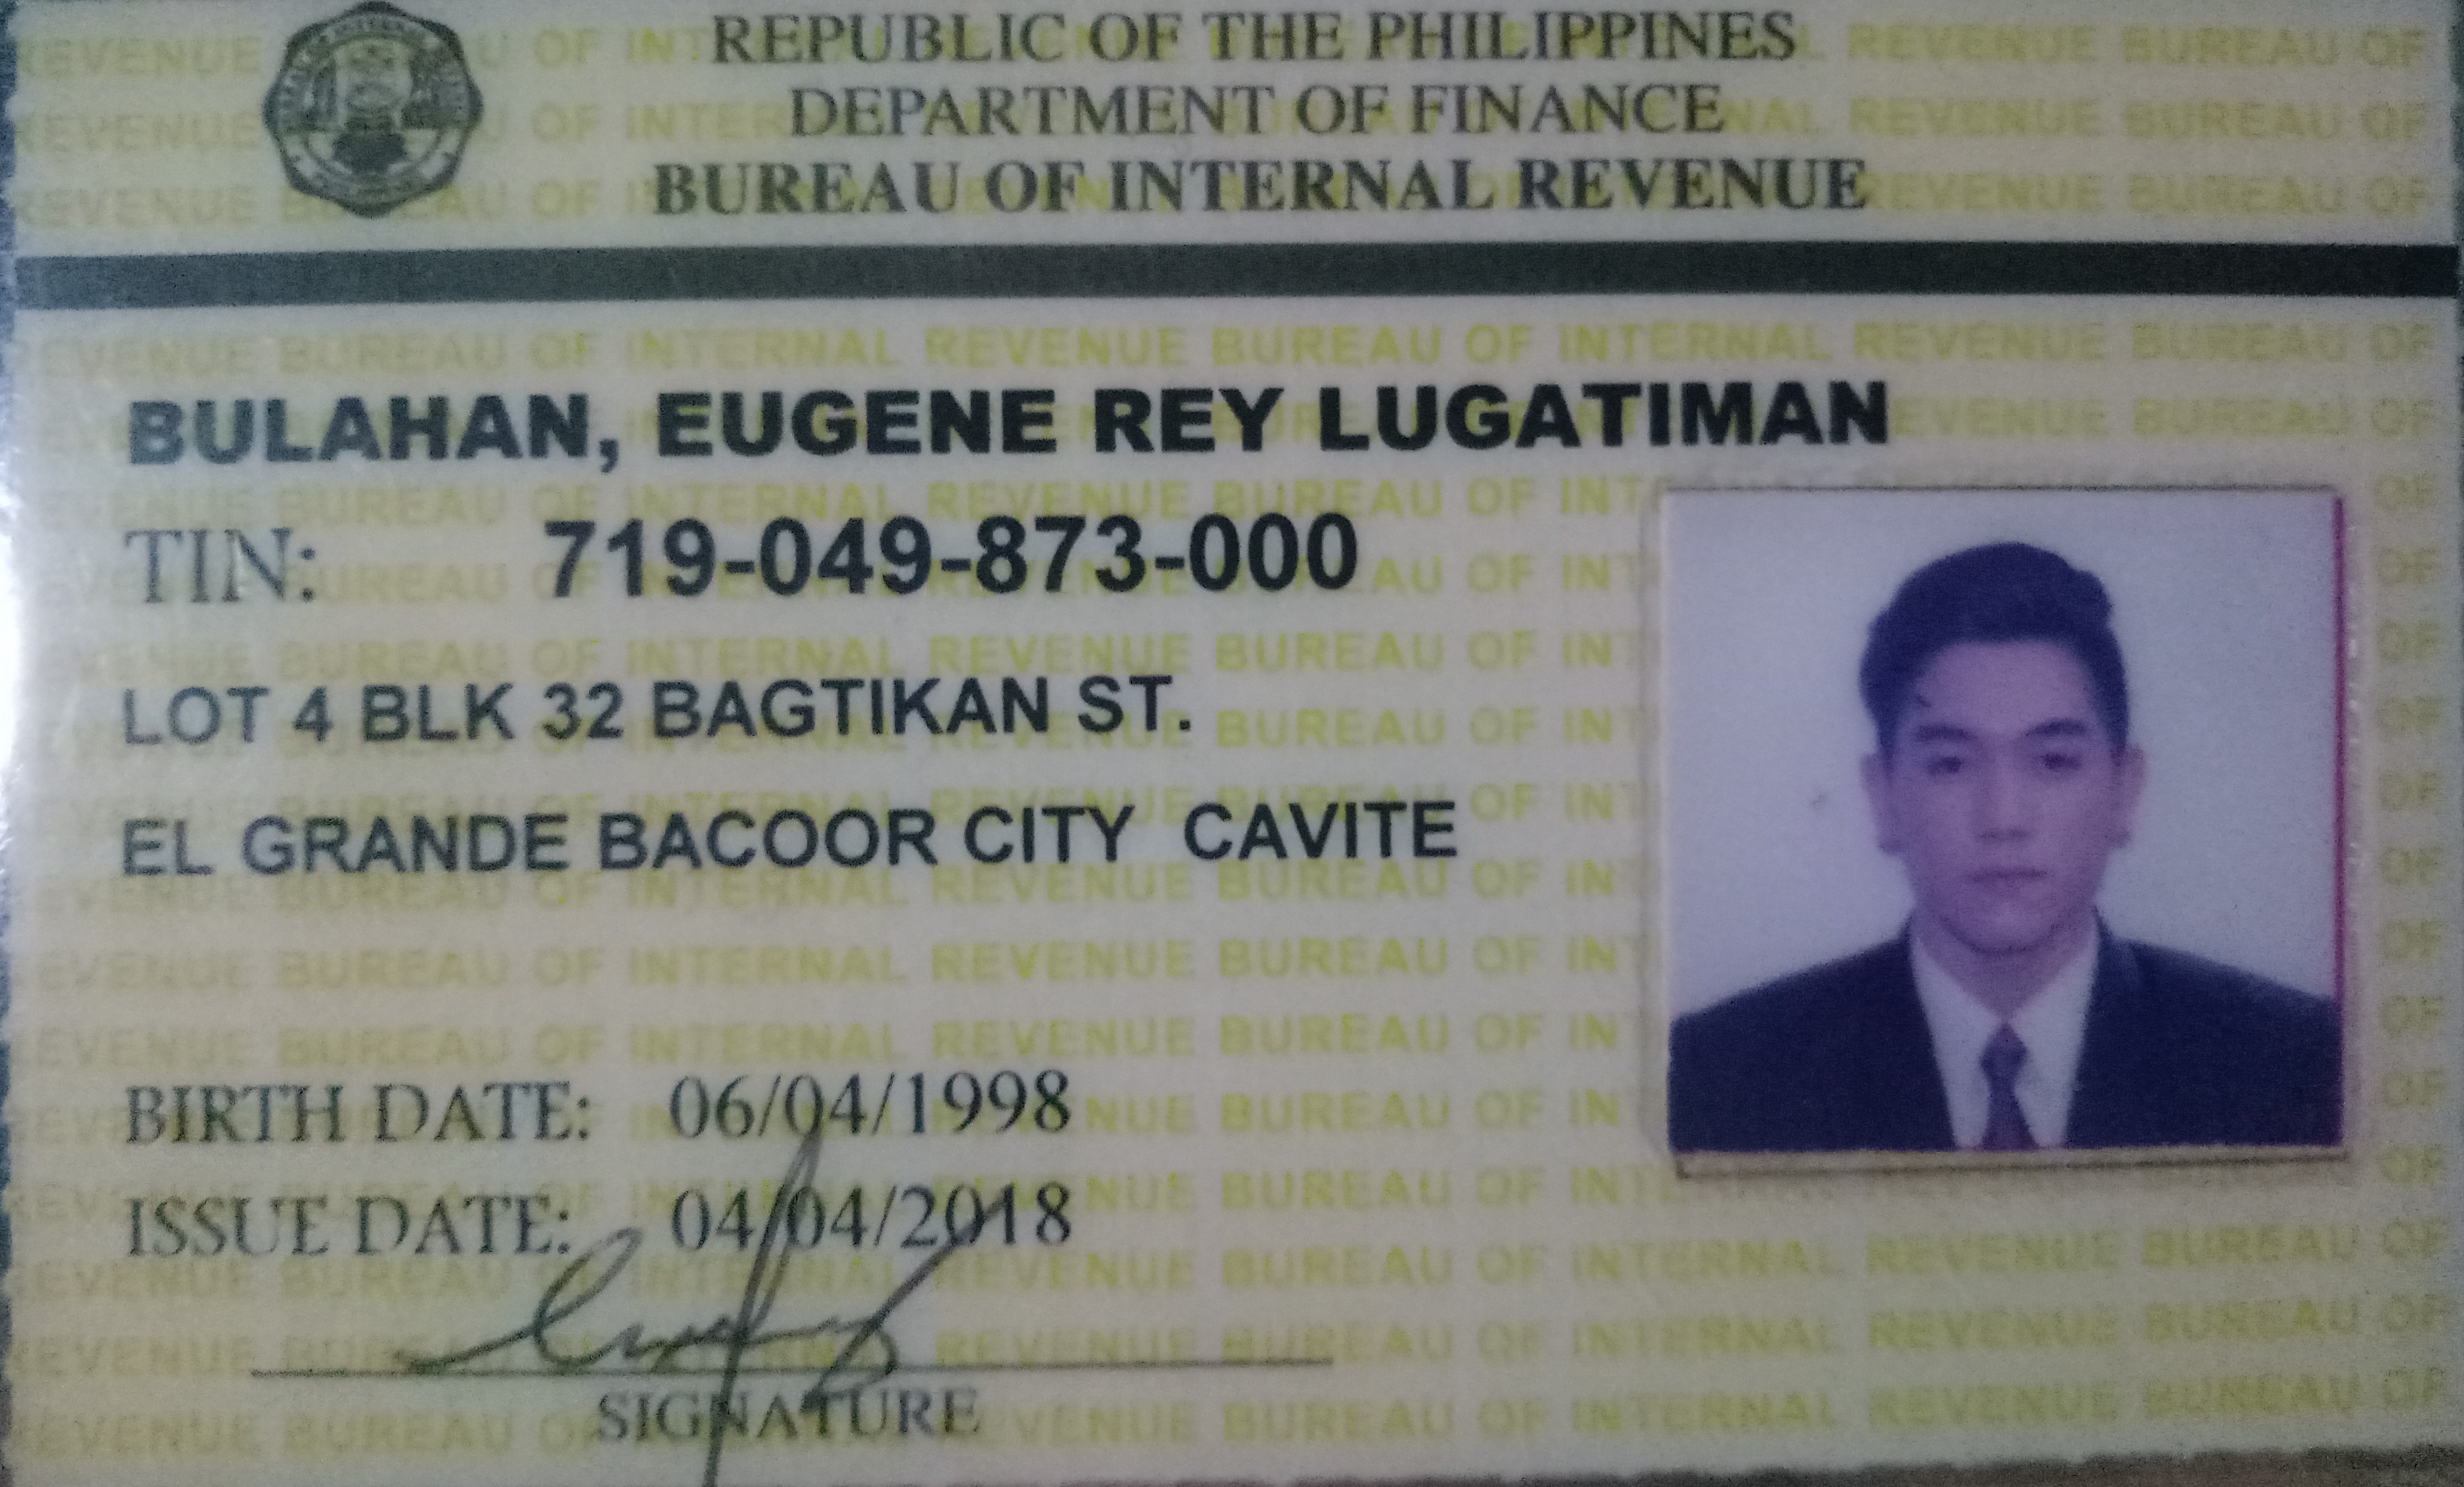 REPUBLIC OF THE PHILIPPINES
DEPARTMENT OF FINANCE
BUREAU OF INTERNAL REVENUE
BULAHAN, EUGENE REY LUGATIMAN
TIN: 719-049-873-000
LOT 4 BLK 32 BAGTIKAN ST.
EL GRANDE BACOOR CITY CAVITE
BIRTH DATE: 06/04/1998
ISSUE DATE: 04/04/2018
SIGNATURE